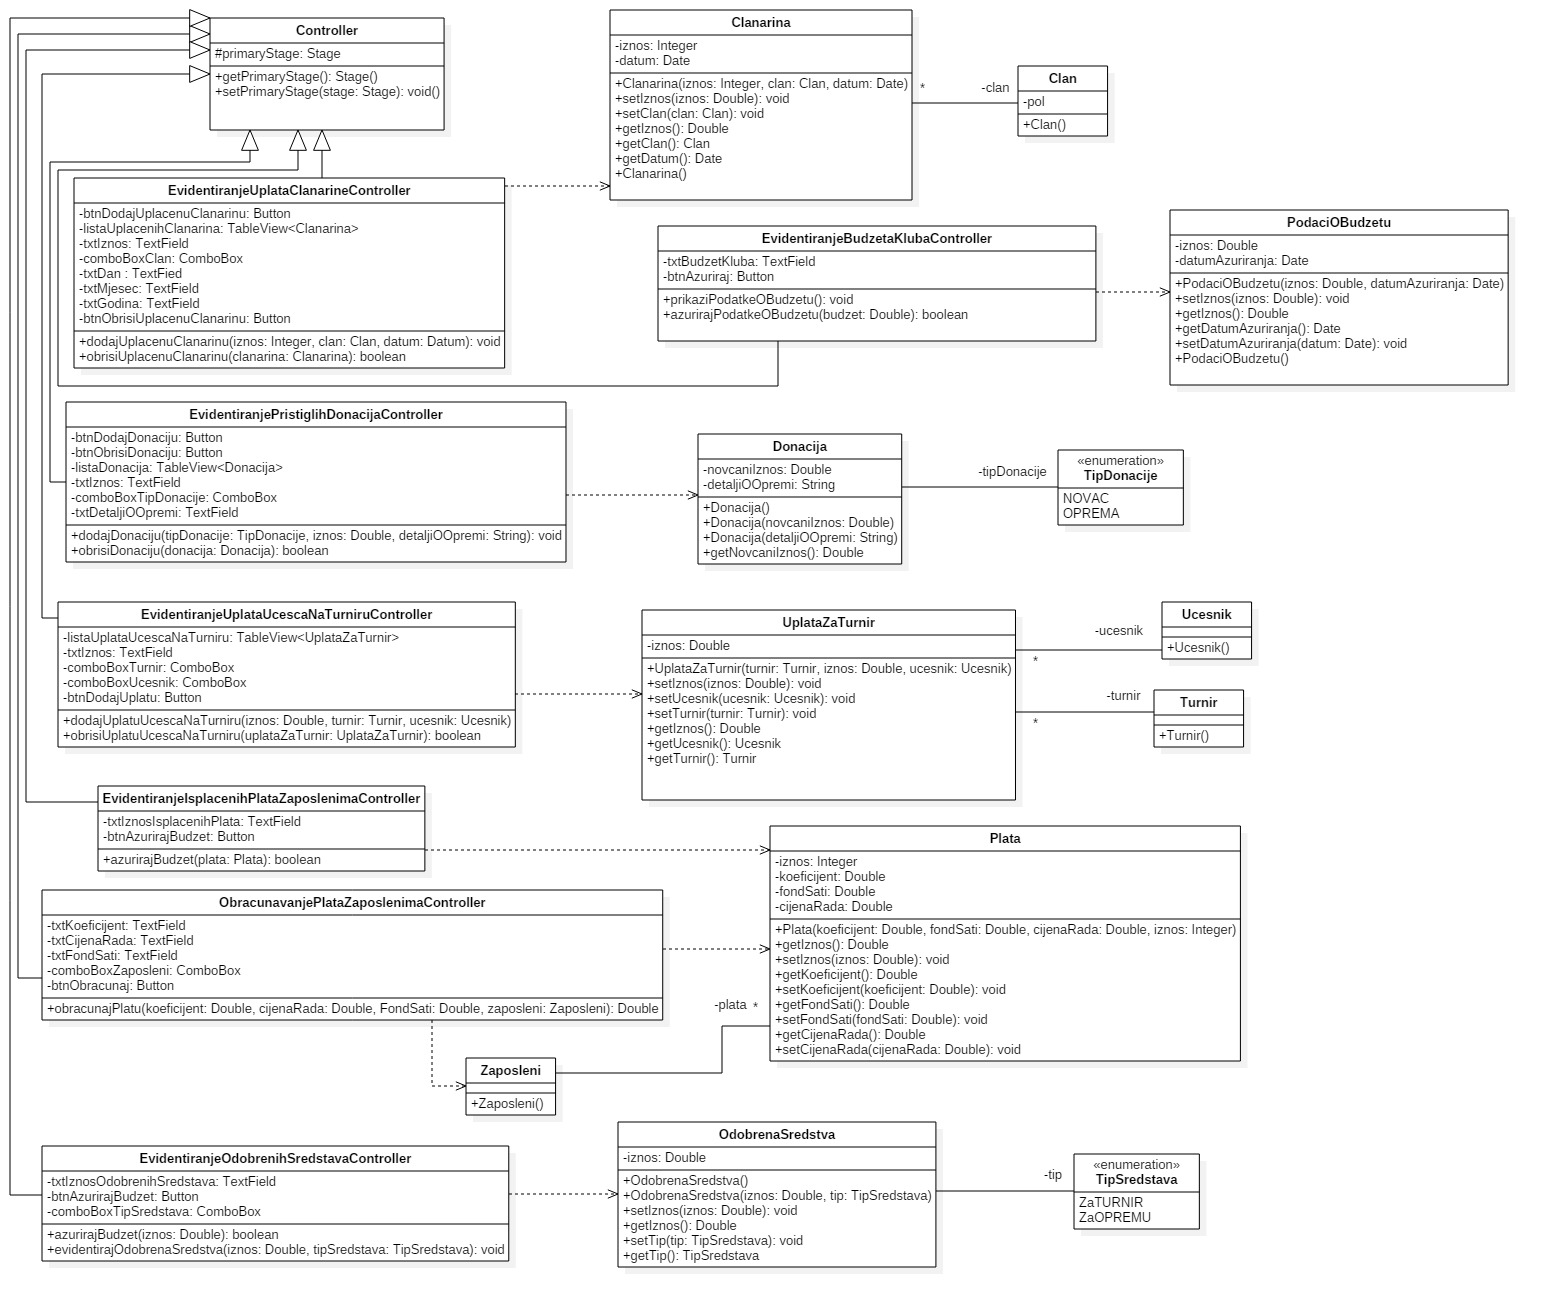 Controller
#primaryStage: Stage
+getPrimaryStage(): Stage()
+setPrimaryStage(stage: Stage): void()
Clanarina
-iznos: Integer
-datum: Date
+Clanarina(iznos: Integer, clan: Clan, datum: Date)
+setIznos(iznos: Double): void
+setClan(clan: Clan): void
+getIznos(): Double
+getClan(): Clan
+getDatum(): Date
+Clanarina()
*
-clan
Clan
-pol
+Clan()
EvidentiranjeUplataClanarineController
-btnDodajUplacenuClanarinu: Button
-listaUplacenihClanarina: TableView<Clanarina>
-txtIznos: TextField
-comboBoxClan: ComboBox
-txtDan : TextFied
-txtMjesec: TextField
-txtGodina: TextField
-btnObrisiUplacenuClanarinu: Button
+dodajUplacenuClanarinu(iznos: Integer, clan: Clan, datum: Datum): void
+obrisiUplacenuClanarinu(clanarina: Clanarina): boolean
EvidentiranjeBudzetaKlubaController
-txtBudzetKluba: TextField
-btnAzuriraj: Button
+prikaziPodatkeOBudzetu(): void
+azurirajPodatkeOBudzetu(budzet: Double): boolean
PodaciOBudzetu
-iznos: Double
-datumAzuriranja: Date
+PodaciOBudzetu(iznos: Double, datumAzuriranja: Date)
+setIznos(iznos: Double): void
+getIznos(): Double
+getDatumAzuriranja(): Date
+setDatumAzuriranja(datum: Date): void
+PodaciOBudzetu()
EvidentiranjePristiglihDonacijaController
-btnDodajDonaciju: Button
-btnObrisiDonaciju: Button
-listaDonacija: TableView<Donacija>
-txtIznos: TextField
-comboBoxTipDonacije: ComboBox
-txtDetaljiOOpremi: TextField
+dodajDonaciju(tipDonacije: TipDonacije, iznos: Double, detaljiOOpremi: String): void
+obrisiDonaciju(donacija: Donacija): boolean
Donacija
-novcaniIznos: Double
-detaljiOOpremi: String
+Donacija()
+Donacija(novcaniIznos: Double)
+Donacija(detaljiOOpremi: String)
+getNovcaniIznos(): Double
-tipDonacije
«enumeration»
TipDonacije
NOVAC
OPREMA
EvidentiranjeUplataUcescaNaTurniruController
-listaUplataUcescaNaTurniru: TableView<UplataZaTurnir>
-txtIznos: TextField
-comboBoxTurnir: ComboBox
-comboBoxUcesnik: ComboBox
-btnDodajUplatu: Button
+dodajUplatuUcescaNaTurniru(iznos: Double, turnir: Turnir, ucesnik: Ucesnik)
+obrisiUplatuUcescaNaTurniru(uplataZaTurnir: UplataZaTurnir): boolean
UplataZaTurnir
-iznos: Double
+UplataZaTurnir(turnir: Turnir, iznos: Double, ucesnik: Ucesnik)
+setIznos(iznos: Double): void
+setUcesnik(ucesnik: Ucesnik): void
+setTurnir(turnir: Turnir): void
+getIznos(): Double
+getUcesnik(): Ucesnik
+getTurnir(): Turnir
-ucesnik
*
Ucesnik
+Ucesnik()
-turnir
*
Turnir
+Turnir()
EvidentiranjeIsplacenihPlataZaposlenimaController
-txtIznosIsplacenihPlata: TextField
-btnAzurirajBudzet: Button
+azurirajBudzet(plata: Plata): boolean
Plata
-iznos: Integer
-koeficijent: Double
-fondSati: Double
-cijenaRada: Double
+Plata(koeficijent: Double, fondSati: Double, cijenaRada: Double, iznos: Integer)
+getIznos(): Double
+setIznos(iznos: Double): void
+getKoeficijent(): Double
+setKoeficijent(koeficijent: Double): void
+getFondSati(): Double
+setFondSati(fondSati: Double): void
+getCijenaRada(): Double
+setCijenaRada(cijenaRada: Double): void
ObracunavanjePlataZaposlenimaController
-txtKoeficijent: TextField
-txtCijenaRada: TextField
-txtFondSati: TextField
-comboBoxZaposleni: ComboBox
-btnObracunaj: Button
+obracunajPlatu(koeficijent: Double, cijenaRada: Double, FondSati: Double, zaposleni: Zaposleni): Double
-plata *
Zaposleni
+Zaposleni()
EvidentiranjeOdobrenihSredstavaController
-txtIznosOdobrenihSredstava: TextField
-btnAzurirajBudzet: Button
-comboBoxTipSredstava: ComboBox
+azurirajBudzet(iznos: Double): boolean
+evidentirajOdobrenaSredstva(iznos: Double, tipSredstava: TipSredstava): void
OdobrenaSredstva
-iznos: Double
+OdobrenaSredstva()
+OdobrenaSredstva(iznos: Double, tip: TipSredstava)
+setIznos(iznos: Double): void
+getIznos(): Double
+setTip(tip: TipSredstava): void
+getTip(): TipSredstava
-tip
«enumeration»
TipSredstava
ZaTURNIR
ZaOPREMU